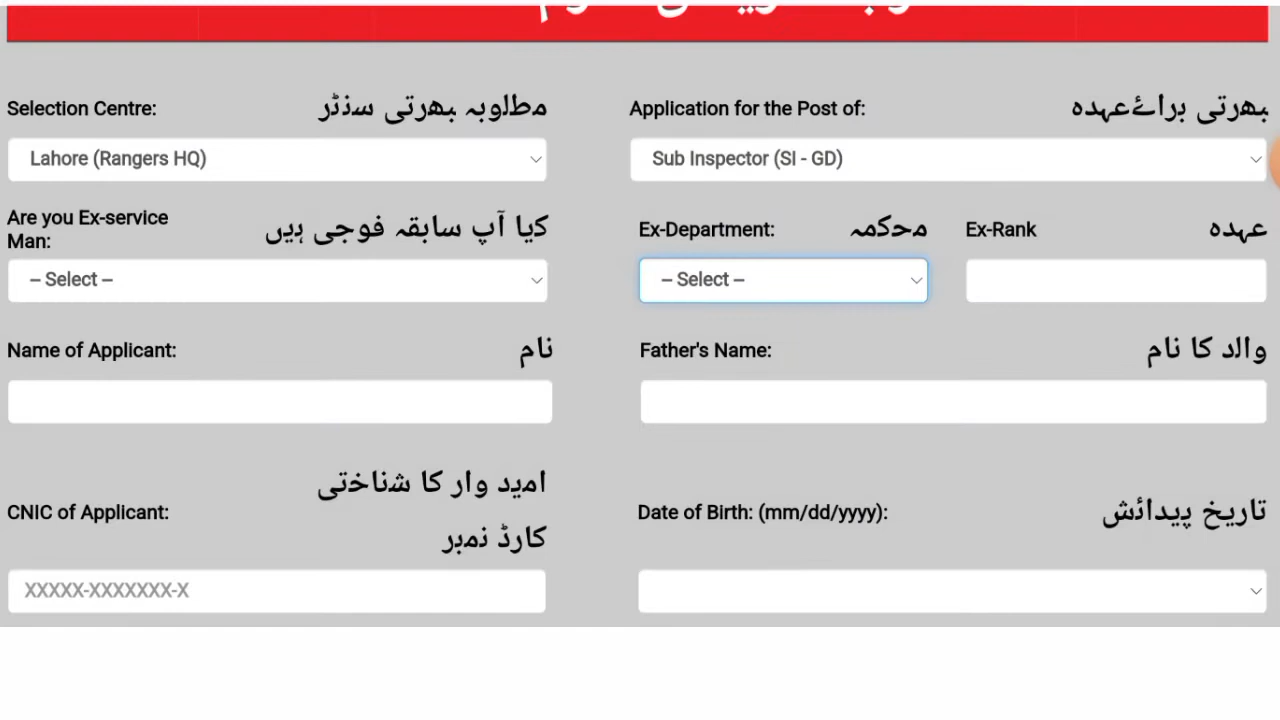 Selection Centre: مطلوبہ بھرتی سنٹر
Application for the Post of: بھرتی برائےعہدہ
Lahore (Rangers HQ)
Sub Inspector (SI - GD)
Are you Ex-service
Man:
کیا آپ سابقہ فوجی ہیں
Ex-Department: محکمہ
Ex-Rank عہدہ
-- Select --
-- Select --
Name of Applicant: نام
Father's Name: والد کا نام
امید وار کا شناختی
CNIC of Applicant:
کارڈ نمبر
Date of Birth: (mm/dd/yyyy): تاریخ پیدائش
XXXXX-XXXXXXX-X